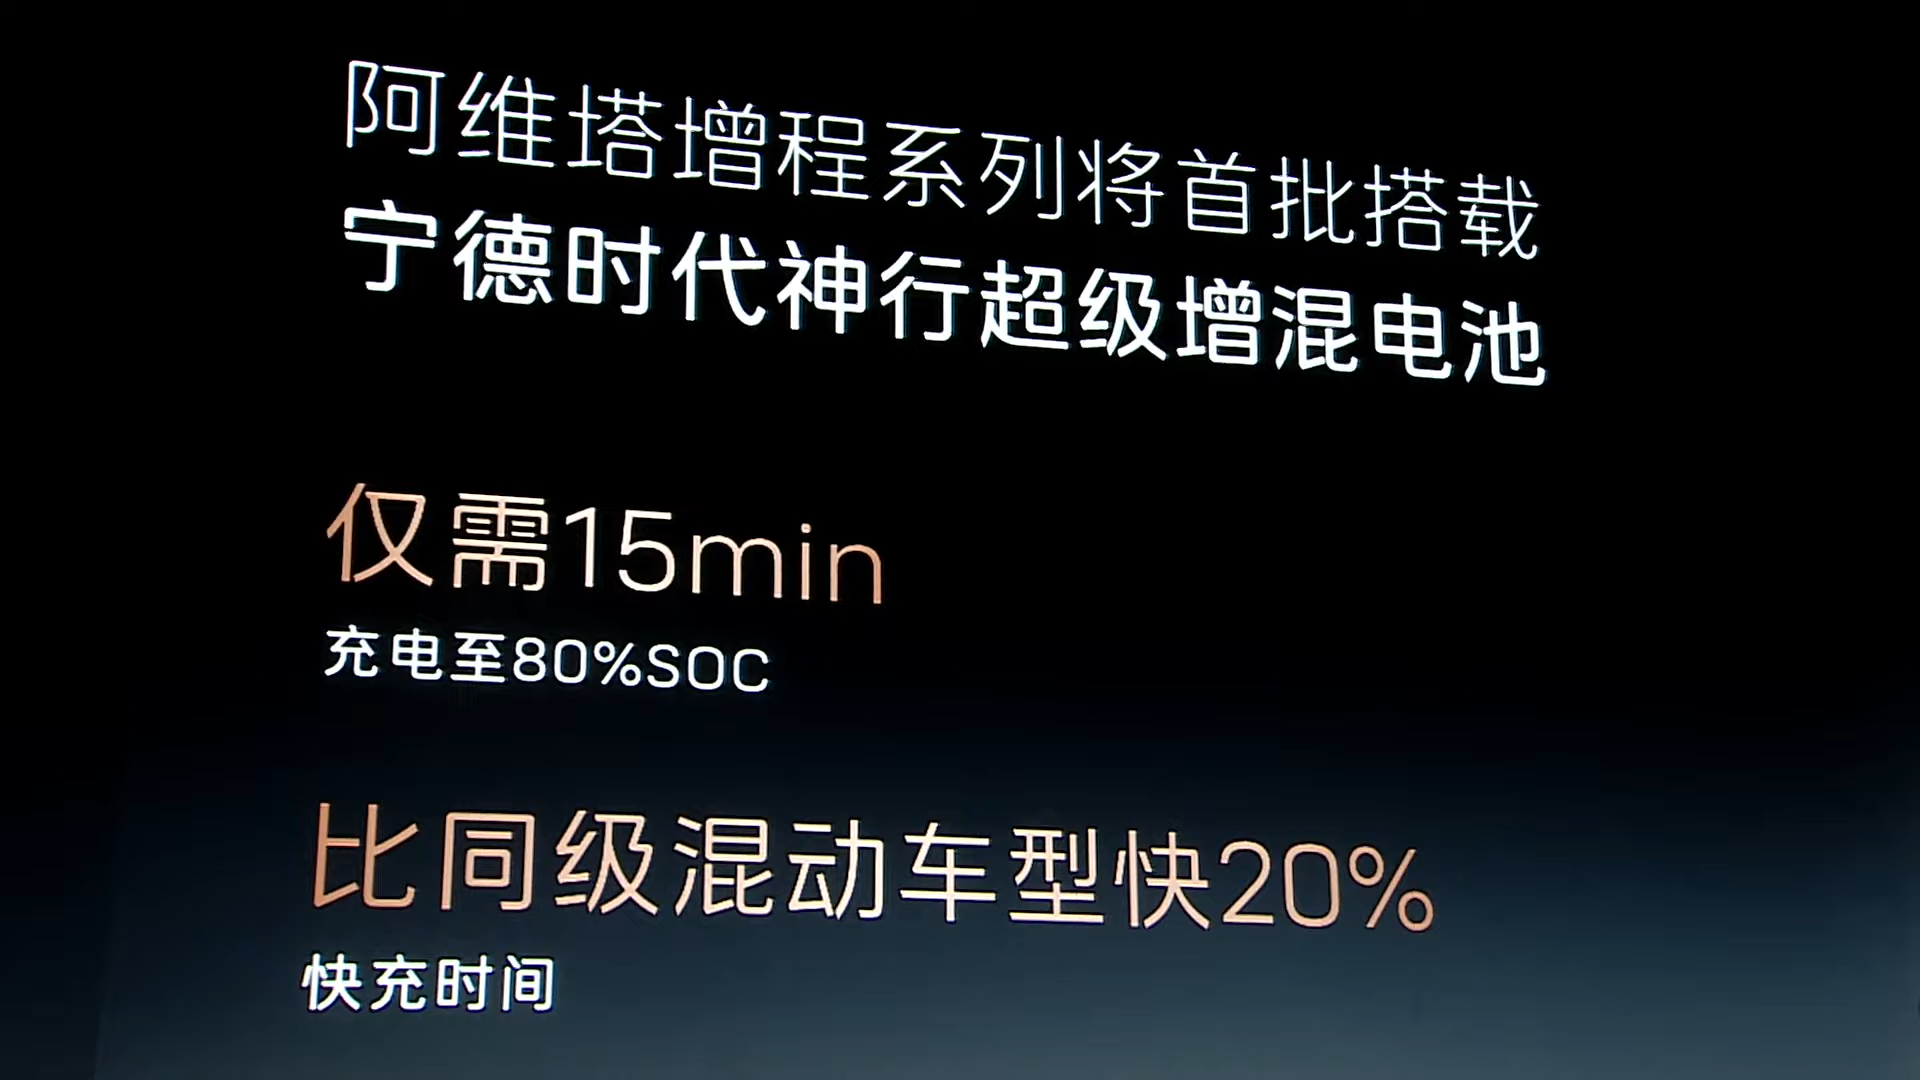 阿维塔增程系列将首批搭载
宁德时代神行超级增混电池
仅需15min
充电至80%SOC
比同级混动车型快20%
快充时间